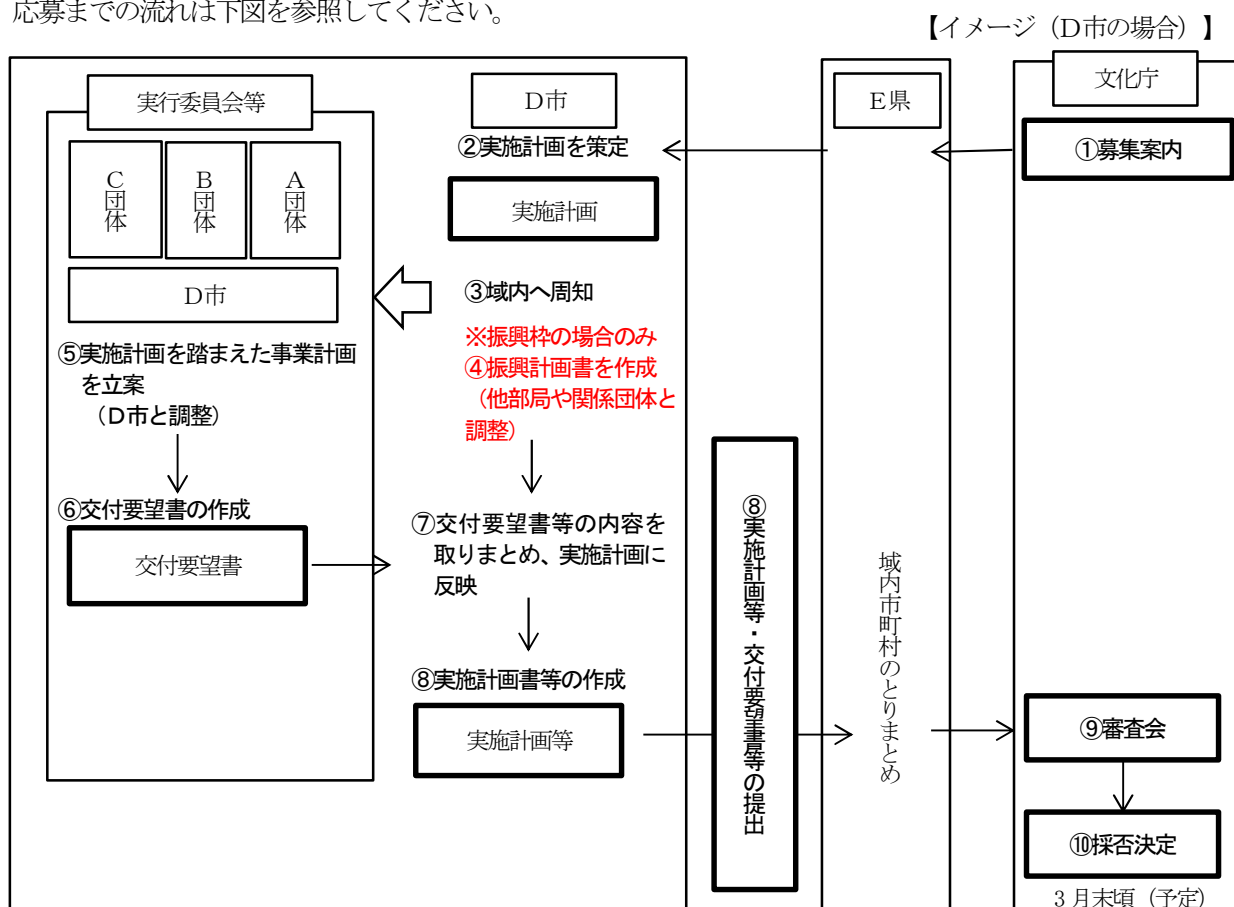 応募までの流れは下図を参照してください。
【イメージ（D市の場合）】
実行委員会等
D市
E県
文化庁
①募集案内
②実施計画を策定
実施計画
C団体
B団体
A団体
D市
③域内へ周知
※振興枠の場合のみ
④振興計画書を作成
（他部局や関係団体と
調整）
⑤実施計画を踏まえた事業計画
を立案
（D市と調整）
⑥交付要望書の作成
交付要望書
⑦交付要望書等の内容を
取りまとめ、実施計画に
反映
⑧実施計画書等の作成
実施計画等
⑧実施計画等・交付要望書等の提出
域内市町村のとりまとめ
⑨審査会
⑩採否決定
3月末頃（予定）